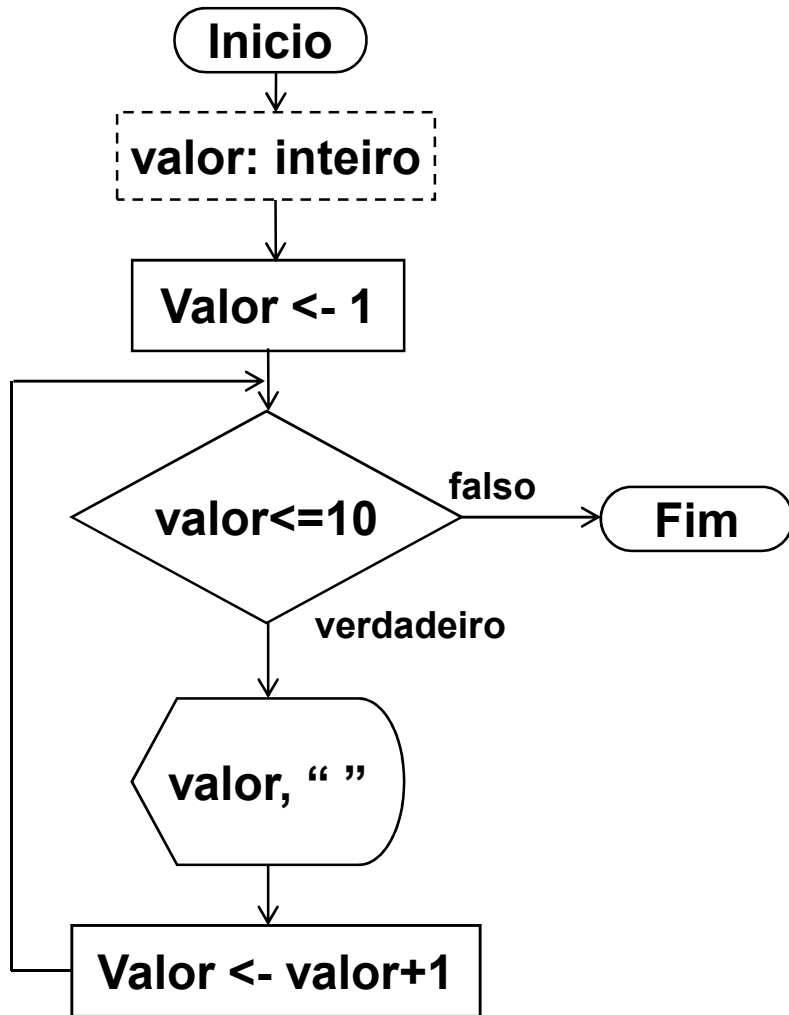 Inicio
valor: inteiro
Valor <- 1
valor<=10
falso
Fim
verdadeiro
valor, “ ”
Valor <- valor+1